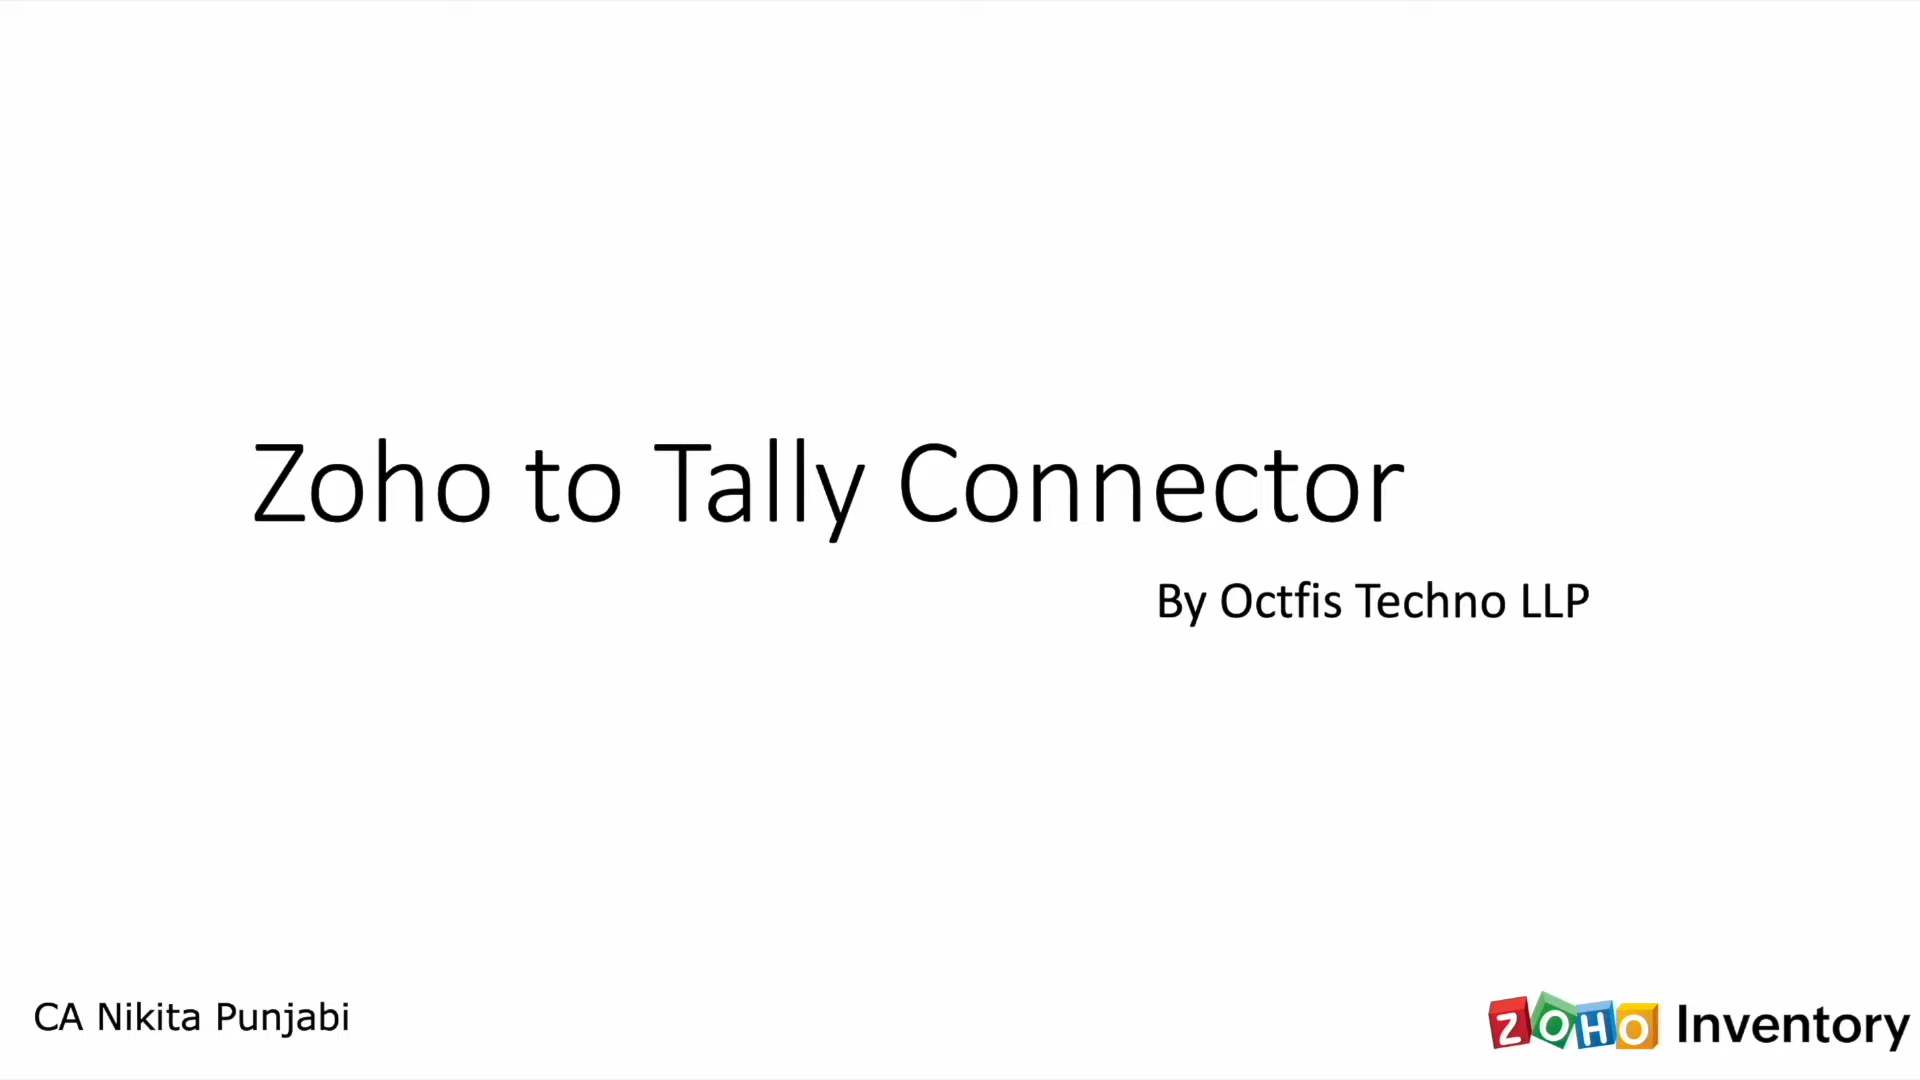 Zoho to Tally Connector
By Octfis Techno LLP
CA Nikita Punjabi
ZOHO Inventory